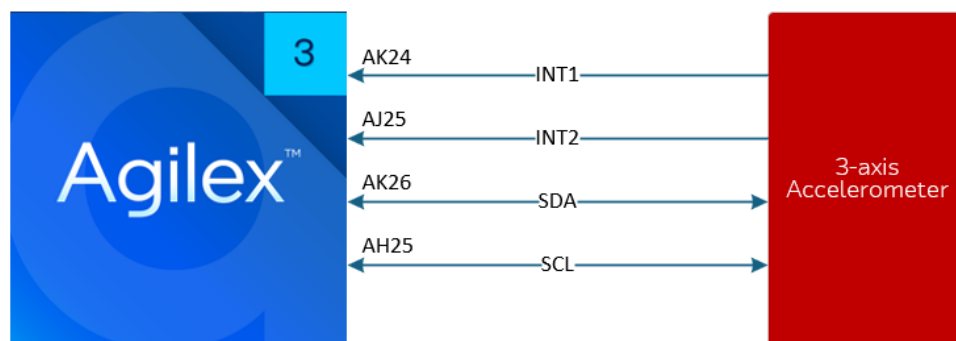 3
Agilex™
AK24
INT1
AJ25
INT2
AK26
SDA
AH25
SCL
3-axis
Accelerometer